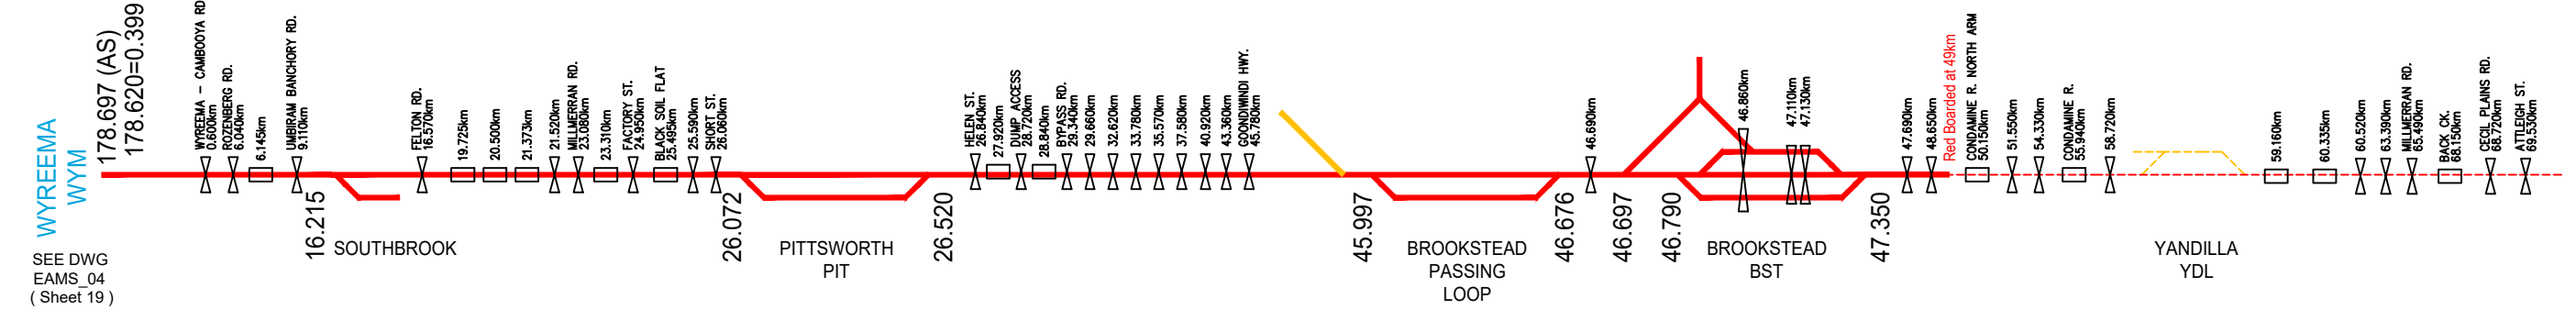 WYREEMA
WYM
SEE DWG
EAMS_04
( Sheet 19 )
178.697 (AS)
178.620=0.399
WYREEMA - CAMBOOYA RD
0.600km
ROZENBERG RD.
6.040km
6.145km
UMBIRAM BANCHORY RD.
9.110km
16.215
SOUTHBROOK
FELTON RD.
16.570km
19.725km
20.500km
21.373km
21.520km
MILLMERRAN RD.
23.080km
23.310km
FACTORY ST.
24.950km
BLACK SOIL FLAT
25.495km
25.590km
SHORT ST.
26.060km
26.072
PITTSWORTH
PIT
26.520
HELEN ST.
26.840km
27.920km
DUMP ACCESS
28.720km
28.840km
BYPASS RD.
29.340km
29.660km
32.620km
33.780km
35.570km
37.580km
40.920km
43.360km
GOONDIWINDI HWY.
45.780km
45.997
BROOKSTEAD
PASSING
LOOP
46.676
46.690km
46.697
46.790
BROOKSTEAD
BST
46.860km
47.110km
47.130km
47.350
47.690km
48.650km
Red Boarded at 49km
CONDAMINE R. NORTH ARM
50.150km
51.550km
54.330km
CONDAMINE R.
55.940km
58.720km
YANDILLA
YDL
59.160km
60.335km
60.520km
63.390km
MILLMERRAN RD.
65.490km
BACK CK.
68.150km
CECIL PLAINS RD.
68.720km
ATTLEIGH ST.
69.530km